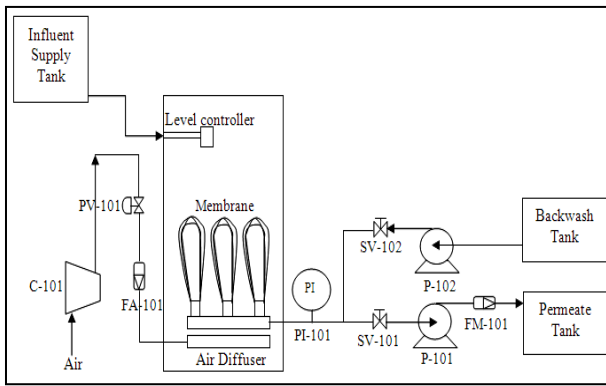 Influent
Supply
Tank
Level controller
Membrane
PV-101
C-101
FA-101
Air
Air Diffuser
PI
PI-101
SV-102
P-102
Backwash
Tank
SV-101
P-101
FM-101
Permeate
Tank